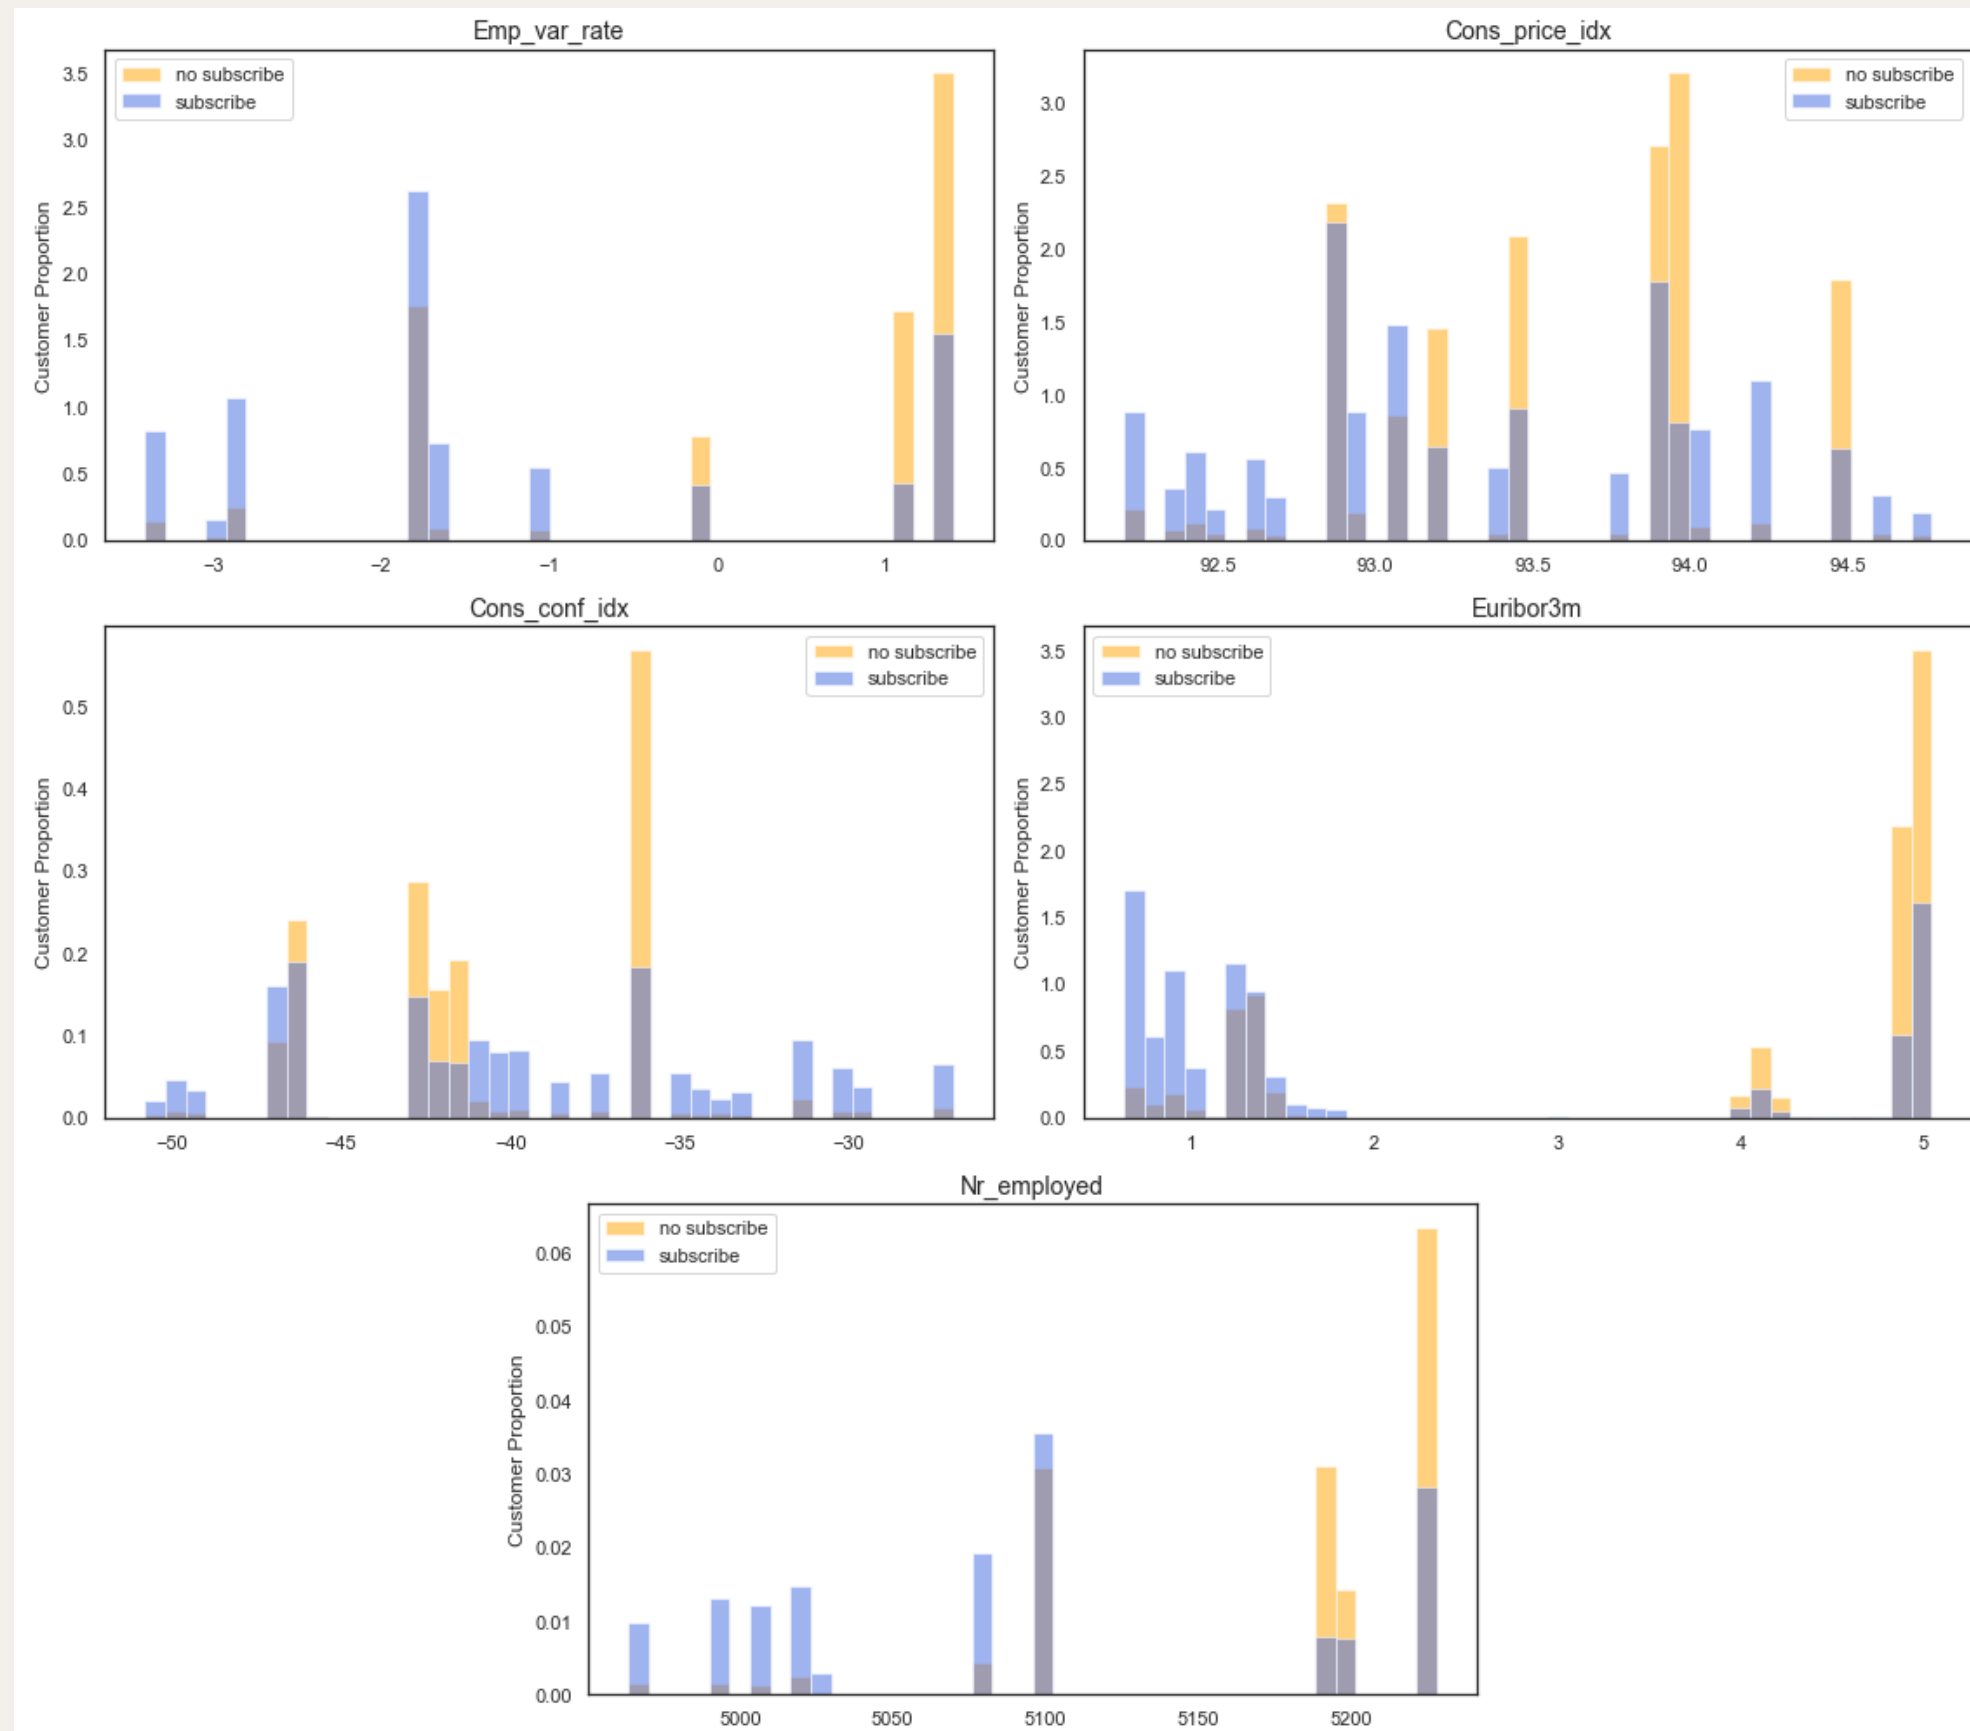 Emp_var_rate
no subscribe
subscribe
Customer Proportion
3.5
3.0
2.5
2.0
1.5
1.0
0.5
0.0
−3 −2 −1 0 1
Cons_price_idx
no subscribe
subscribe
Customer Proportion
3.0
2.5
2.0
1.5
1.0
0.5
0.0
92.5 93.0 93.5 94.0 94.5
Cons_conf_idx
no subscribe
subscribe
Customer Proportion
0.5
0.4
0.3
0.2
0.1
0.0
−50 −45 −40 −35 −30
Euribor3m
no subscribe
subscribe
Customer Proportion
3.5
3.0
2.5
2.0
1.5
1.0
0.5
0.0
1 2 3 4 5
Nr_employed
no subscribe
subscribe
Customer Proportion
0.06
0.05
0.04
0.03
0.02
0.01
0.00
5000 5050 5100 5150 5200